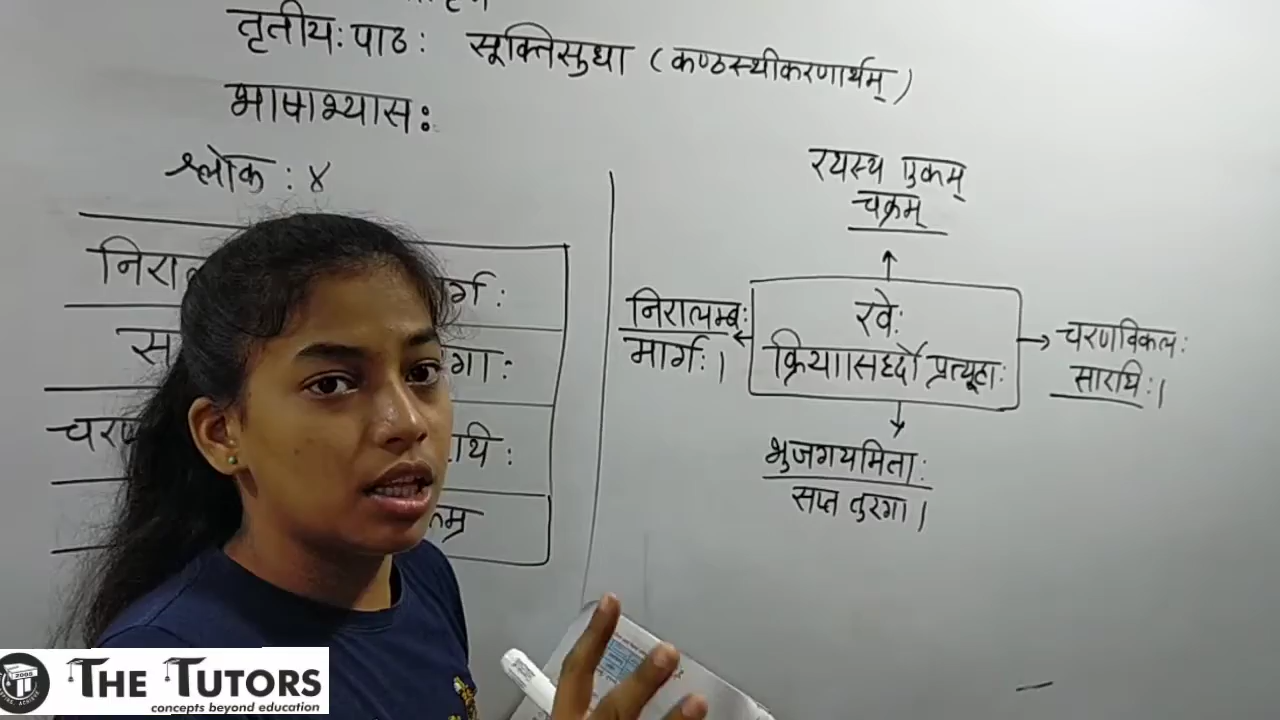 तृतीय: पाठ: सूक्तिसुधा (कण्ठस्थीकरणार्थम्)
भाषाभ्यास:
श्लोक: ४
निरा र्ग:
स गा:
चरण थि:
रथस्य एकम्
चक्रम्
रवे:
क्रिया।सिध्दौ प्रत्यूहा:
निरालम्ब:
मार्ग:।
चरणविकल:
सारथि:।
भुजगयमिता:
सप्त तुरगा।
THE TUTORS
concepts beyond education